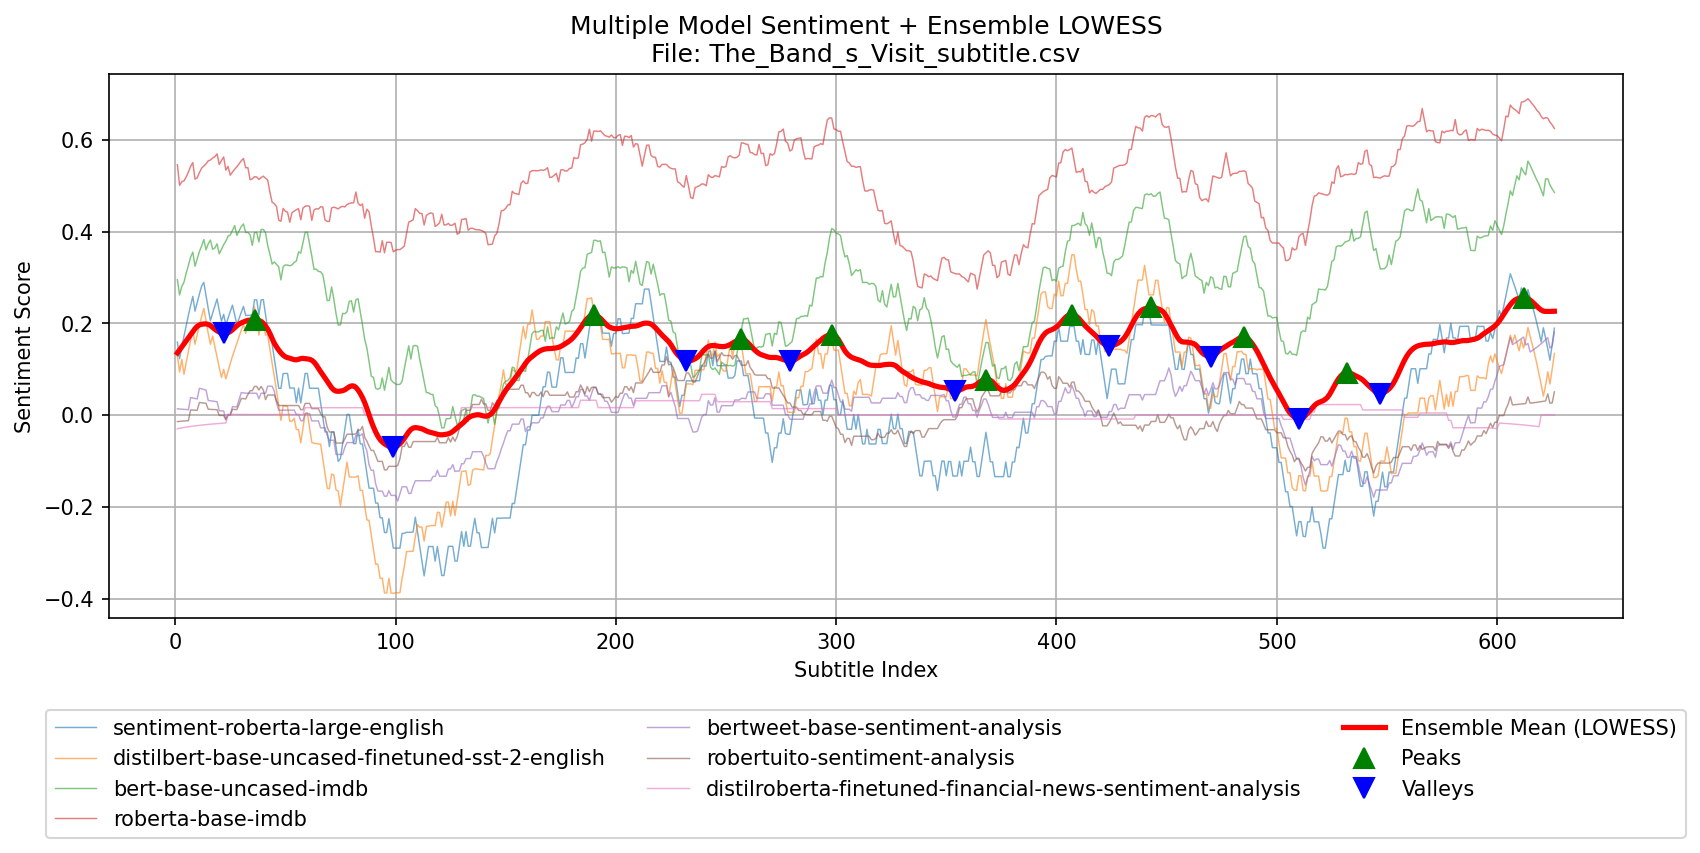 Multiple Model Sentiment + Ensemble LOWESS
File: The_Band_s_Visit_subtitle.csv
Sentiment Score
0.6
0.4
0.2
0.0
−0.2
−0.4
0 100 200 300 400 500 600
Subtitle Index
sentiment-roberta-large-english
distilbert-base-uncased-finetuned-sst-2-english
bert-base-uncased-imdb
roberta-base-imdb
bertweet-base-sentiment-analysis
robertuito-sentiment-analysis
distilroberta-finetuned-financial-news-sentiment-analysis
Ensemble Mean (LOWESS)
Peaks
Valleys